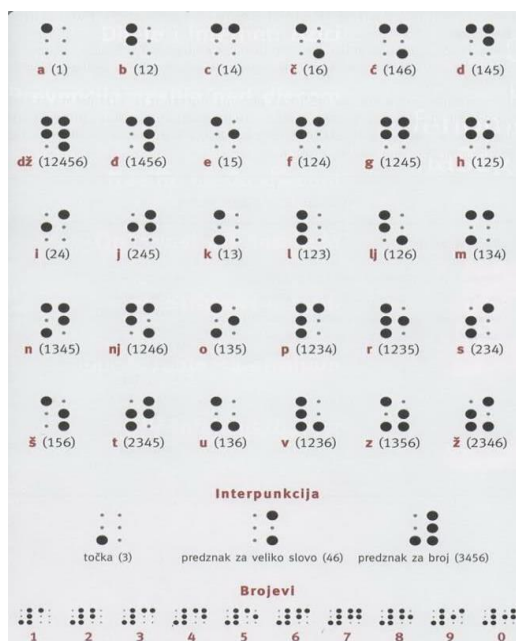 a (1) b (12) c (14) č (16) ć (146) d (145)
dž (12456) đ (1456) e (15) f (124) g (1245) h (125)
i (24) j (245) k (13) l (123) lj (126) m (134)
n (1345) nj (1246) o (135) p (1234) r (1235) s (234)
š (156) t (2345) u (136) v (1236) z (1356) ž (2346)
Interpunkcija
točka (3) predznak za veliko slovo (46) predznak za broj (3456)
Brojevi
1 2 3 4 5 6 7 8 9 0